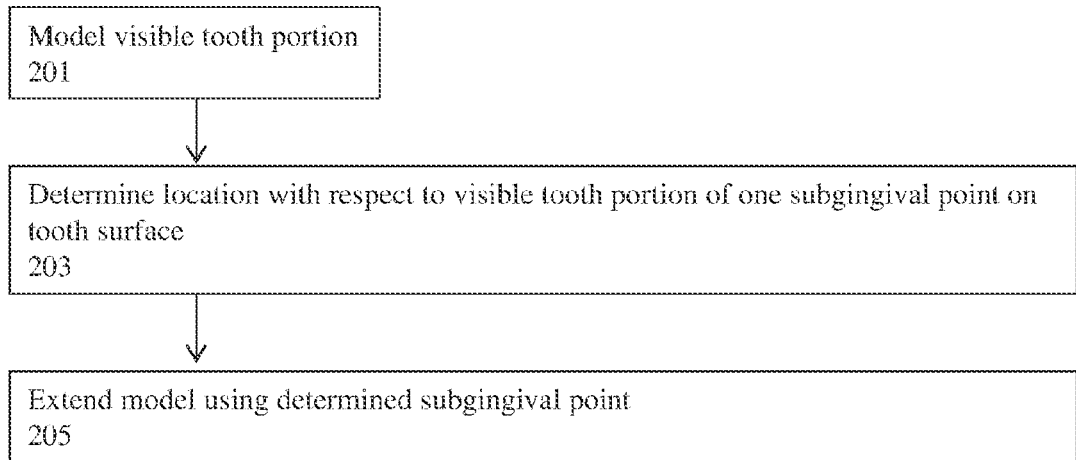 Model visible tooth portion
201
Determine location with respect to visible tooth portion of one subgingival point on
tooth surface
203
Extend model using determined subgingival point
205